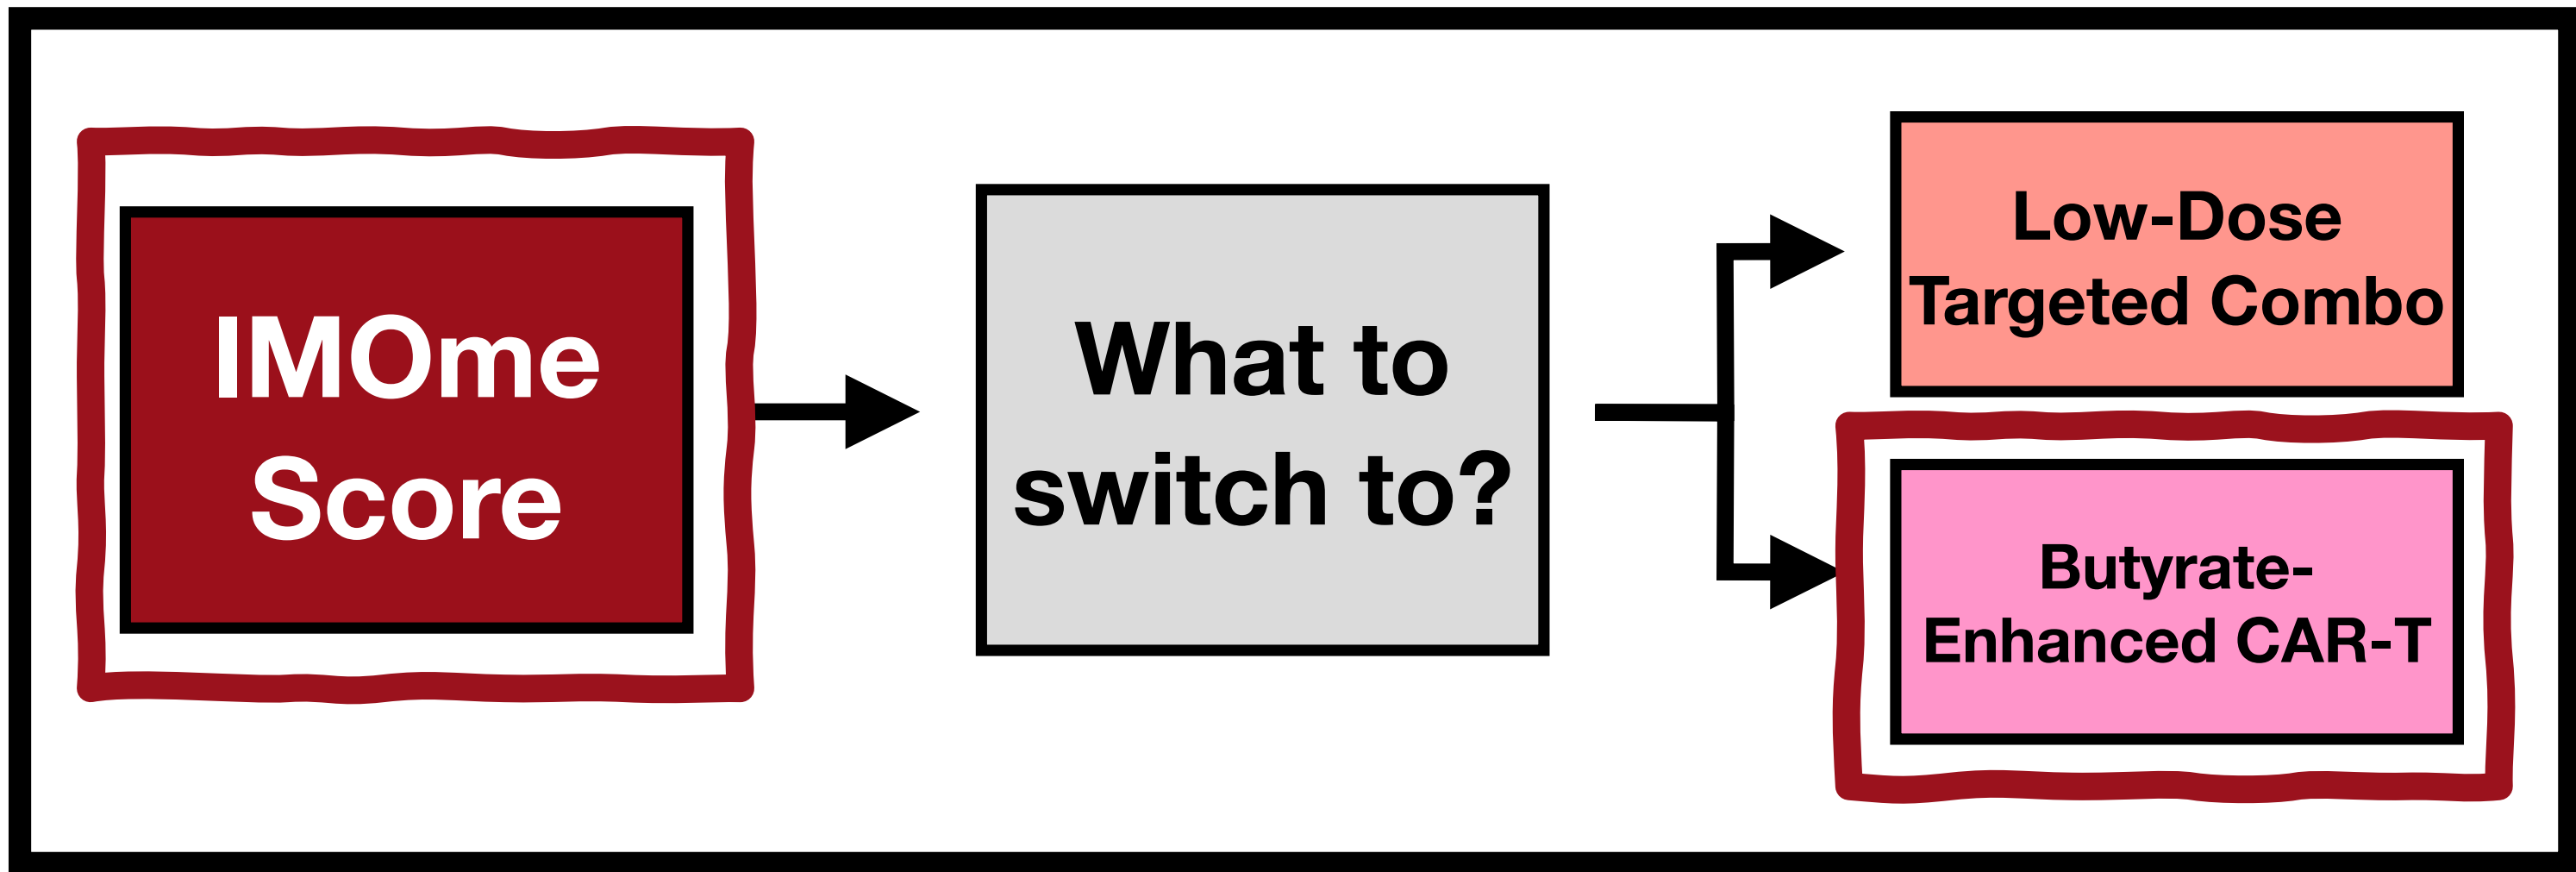 IMOme
Score
What to
switch to?
Low-Dose
Targeted Combo
Butyrate-
Enhanced CAR-T